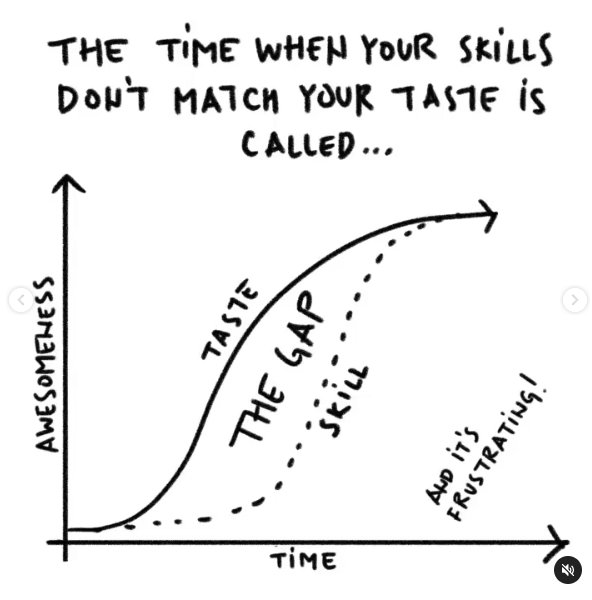 THE TIME WHEN YOUR SKILLS
DON'T MATCH YOUR TASTE IS
CALLED...
AWESOMENESS
TASTE
THE GAP
SKILL
AND IT'S
FRUSTRATING!
TIME